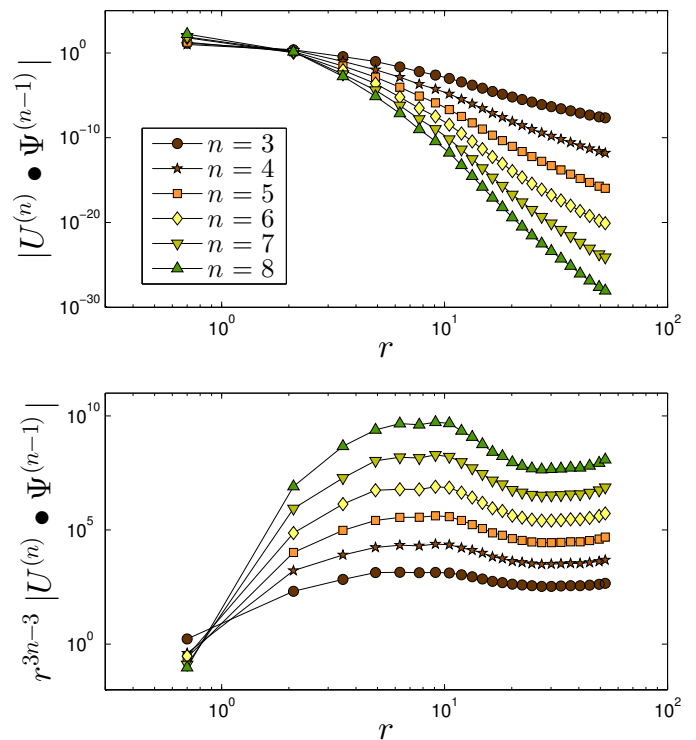 10^0
10^{-10}
10^{-20}
10^{-30}
|U^{(n)} • Ψ^{(n−1)}|
n = 3
n = 4
n = 5
n = 6
n = 7
n = 8
10^0
10^1
10^2
r
10^{10}
10^5
10^0
r^{3n−3} |U^{(n)} • Ψ^{(n−1)}|
10^0
10^1
10^2
r